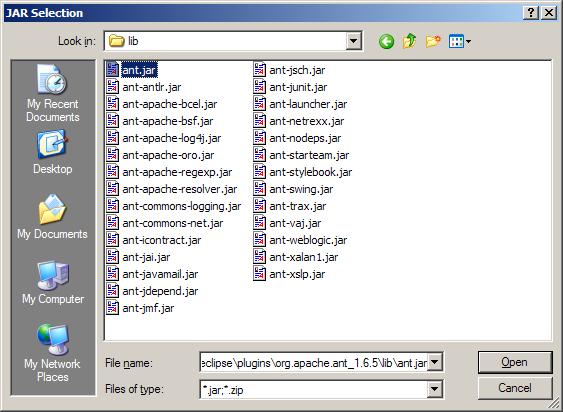 JAR Selection
Look in: lib
My Recent
Documents
Desktop
My Documents
My Computer
My Network
Places
ant.jar
ant-antlr.jar
ant-apache-bcel.jar
ant-apache-bsf.jar
ant-apache-log4j.jar
ant-apache-oro.jar
ant-apache-regexp.jar
ant-apache-resolver.jar
ant-commons-logging.jar
ant-commons-net.jar
ant-icontract.jar
ant-jai.jar
ant-javamail.jar
ant-jdepend.jar
ant-jmf.jar
ant-jsch.jar
ant-junit.jar
ant-launcher.jar
ant-netrexx.jar
ant-nodeps.jar
ant-starteam.jar
ant-stylebook.jar
ant-swing.jar
ant-trax.jar
ant-vaj.jar
ant-weblogic.jar
ant-xalan1.jar
ant-xslp.jar
File name: eclipse\plugins\org.apache.ant_1.6.5\lib\ant.jar
Open
Files of type: *.jar;*.zip
Cancel